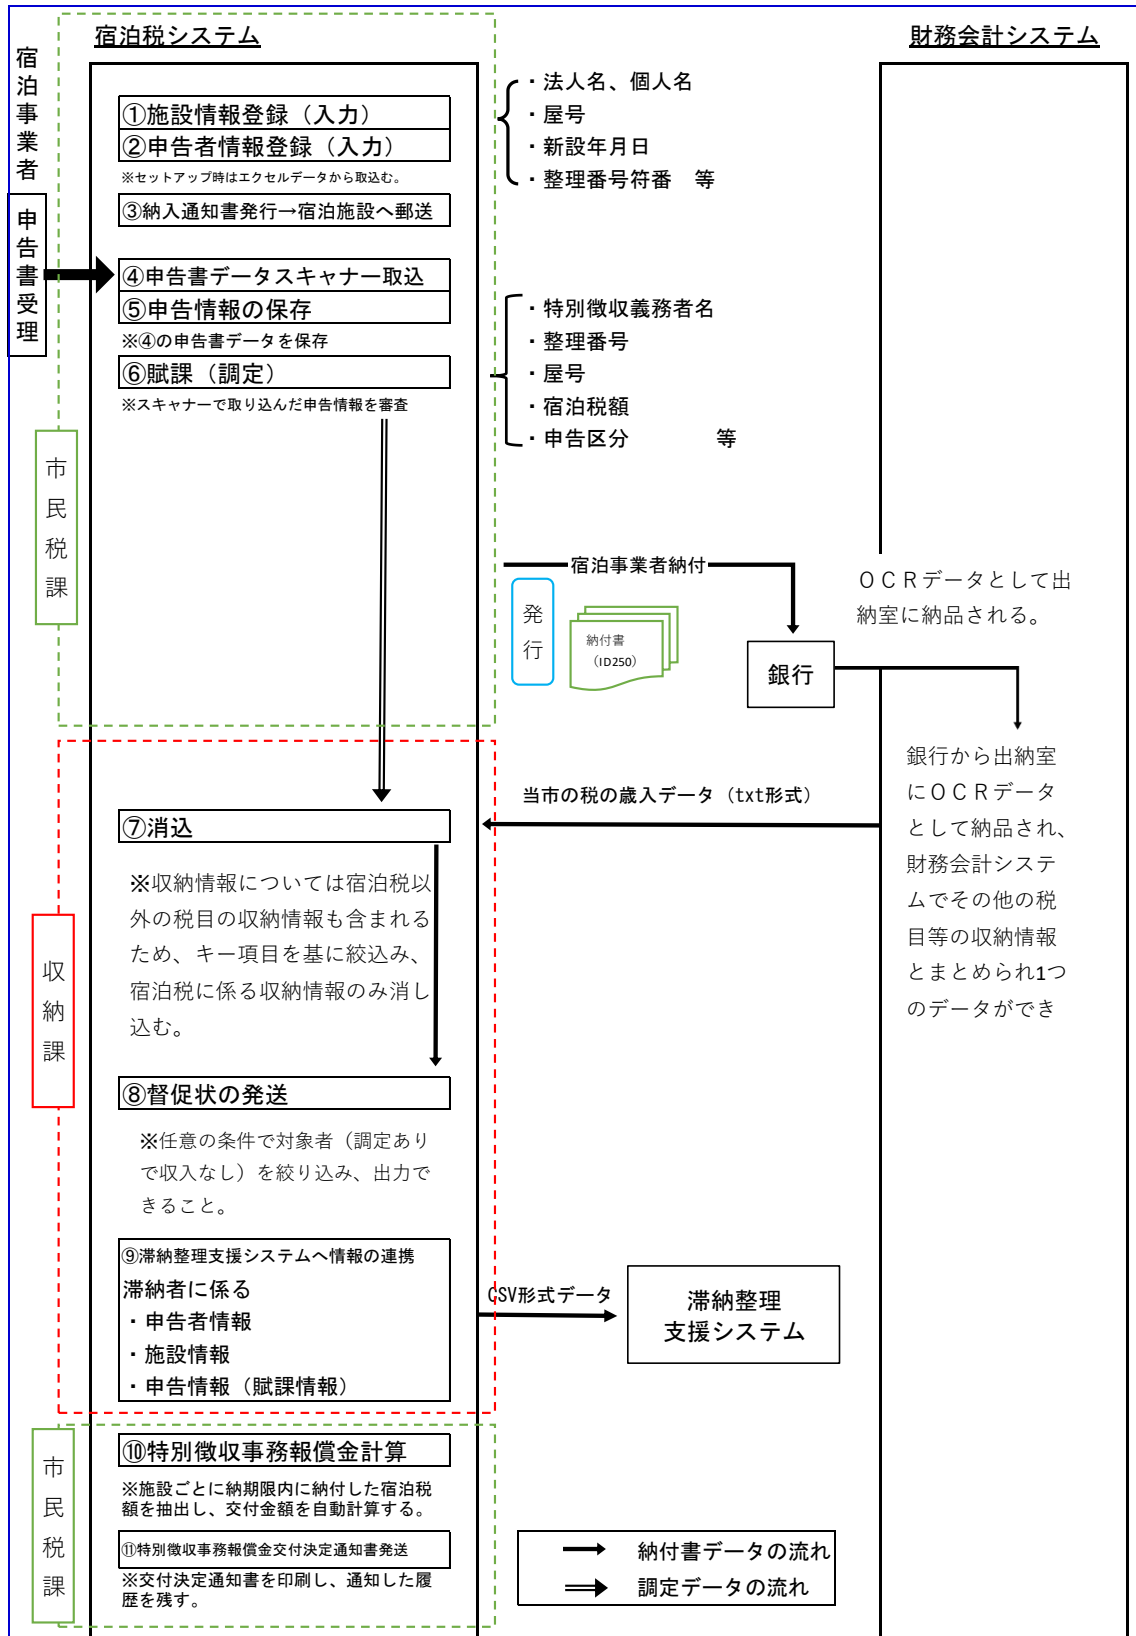 宿泊税システム
財務会計システム
宿泊事業者
申告書受理
①施設情報登録（入力）
②申告者情報登録（入力）
※セットアップ時はエクセルデータから取込む。
③納入通知書発行→宿泊施設へ郵送
・法人名、個人名
・屋号
・新設年月日
・整理番号符番　等
④申告書データスキャナー取込
⑤申告情報の保存
※④の申告書データを保存
⑥賦課（調定）
※スキャナーで取り込んだ申告情報を審査
・特別徴収義務者名
・整理番号
・屋号
・宿泊税額
・申告区分　　　　等
市民税課
宿泊事業者納付
発行
納付書
（ID250）
銀行
ＯＣＲデータとして出
納室に納品される。
銀行から出納室
にＯＣＲデータ
として納品され、
財務会計システ
ムでその他の税
目等の収納情報
とまとめられ1つ
のデータができ
当市の税の歳入データ（txt形式）
収納課
⑦消込
※収納情報については宿泊税以
外の税目の収納情報も含まれる
ため、キー項目を基に絞込み、
宿泊税に係る収納情報のみ消し
込む。
⑧督促状の発送
※任意の条件で対象者（調定あり
で収入なし）を絞り込み、出力で
きること。
⑨滞納整理支援システムへ情報の連携
滞納者に係る
・申告者情報
・施設情報
・申告情報（賦課情報）
CSV形式データ
滞納整理
支援システム
市民税課
⑩特別徴収事務報償金計算
※施設ごとに納期限内に納付した宿泊税
額を抽出し、交付金額を自動計算する。
⑪特別徴収事務報償金交付決定通知書発送
※交付決定通知書を印刷し、通知した履
歴を残す。
納付書データの流れ
調定データの流れ